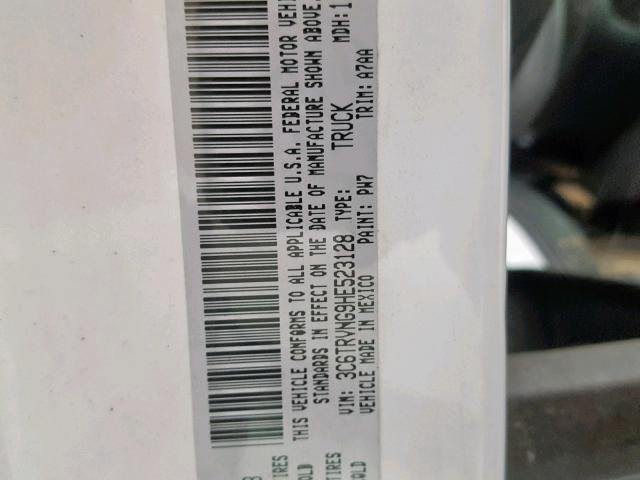 THIS VEHICLE CONFORMS TO ALL APPLICABLE U.S.A. FEDERAL MOTOR
STANDARDS IN EFFECT ON THE DATE OF MANUFACTURE SHOWN ABOVE.
VIN: 3C6TRVNG9HE523128 TYPE: TRUCK MDH: 1
VEHICLE MADE IN MEXICO PAINT: PW7 TRIM: A7AA